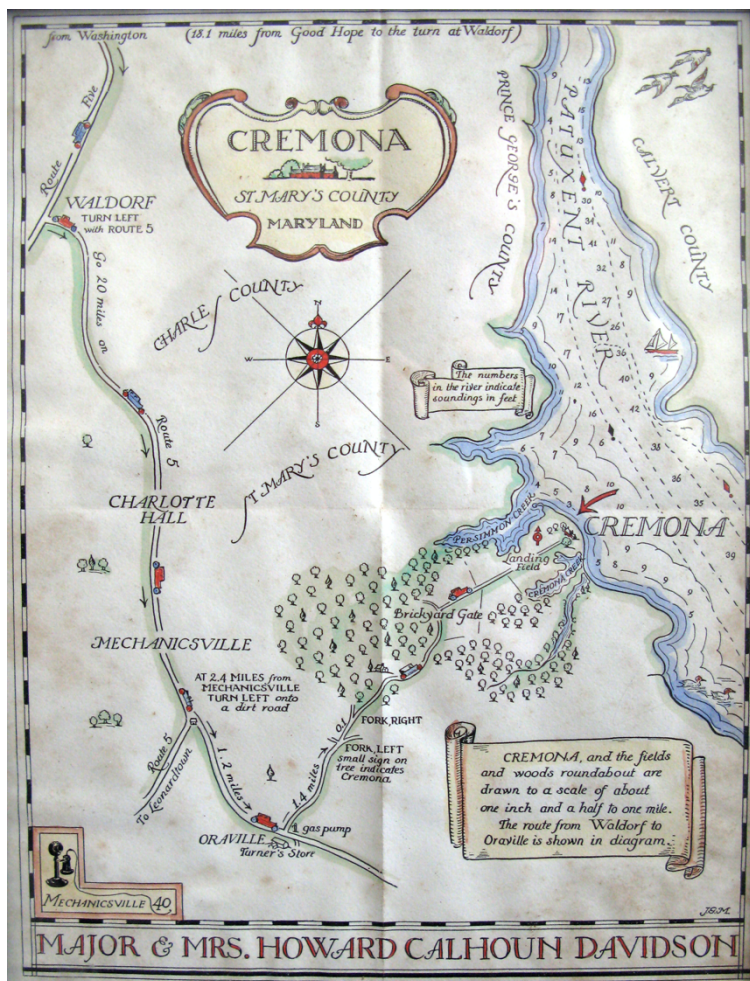 from Washington
(18.1 miles from Good Hope to the turn at Waldorf)
Route Five
WALDORF
TURN LEFT
with ROUTE 5
Go 20 miles on
Route 5
CREMONA
ST. MARY'S COUNTY
MARYLAND
PRINCE GEORGE'S COUNTY
PATUXENT RIVER
CALVERT COUNTY
CHARLE S COUNTY
N
W
E
S
The numbers
in the river indicate
soundings in feet
ST. MARY'S COUNTY
CHARLOTTE
HALL
MECHANICSVILLE
AT 2.4 MILES from
MECHANICSVILLE
TURN LEFT onto
a dirt road
Route 5
To Leonardtown
1.2 miles
ORAVILLE
Turner's Store
1 gas pump
1.4 miles
FORK, LEFT
small sign on
tree indicates
Cremona
0.1
FORK, RIGHT
Brickyard Gate
Landing
Field
PERSIMMON CREEK
CREMONA CREEK
CREMONA
CREMONA, and the fields
and woods roundabout are
drawn to a scale of about
one inch and a half to one mile.
The route from Waldorf to
Oraville is shown in diagram.
MECHANICSVILLE 40
J&M.
MAJOR & MRS. HOWARD CALHOUN DAVIDSON